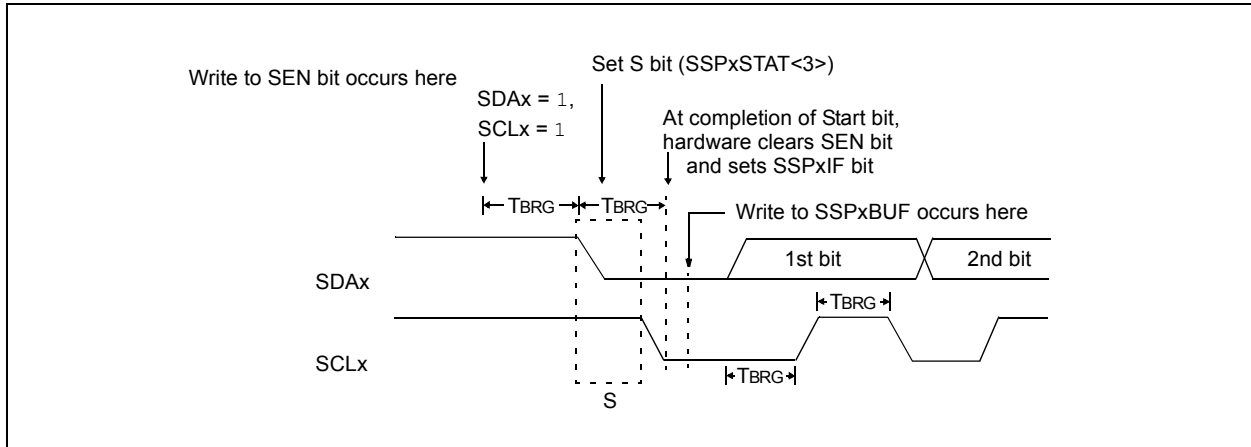 Write to SEN bit occurs here
Set S bit (SSPxSTAT<3>)
SDAx = 1,
SCLx = 1
At completion of Start bit,
hardware clears SEN bit
and sets SSPxIF bit
TBRG
TBRG
Write to SSPxBUF occurs here
SDAx
1st bit
2nd bit
TBRG
SCLx
TBRG
S